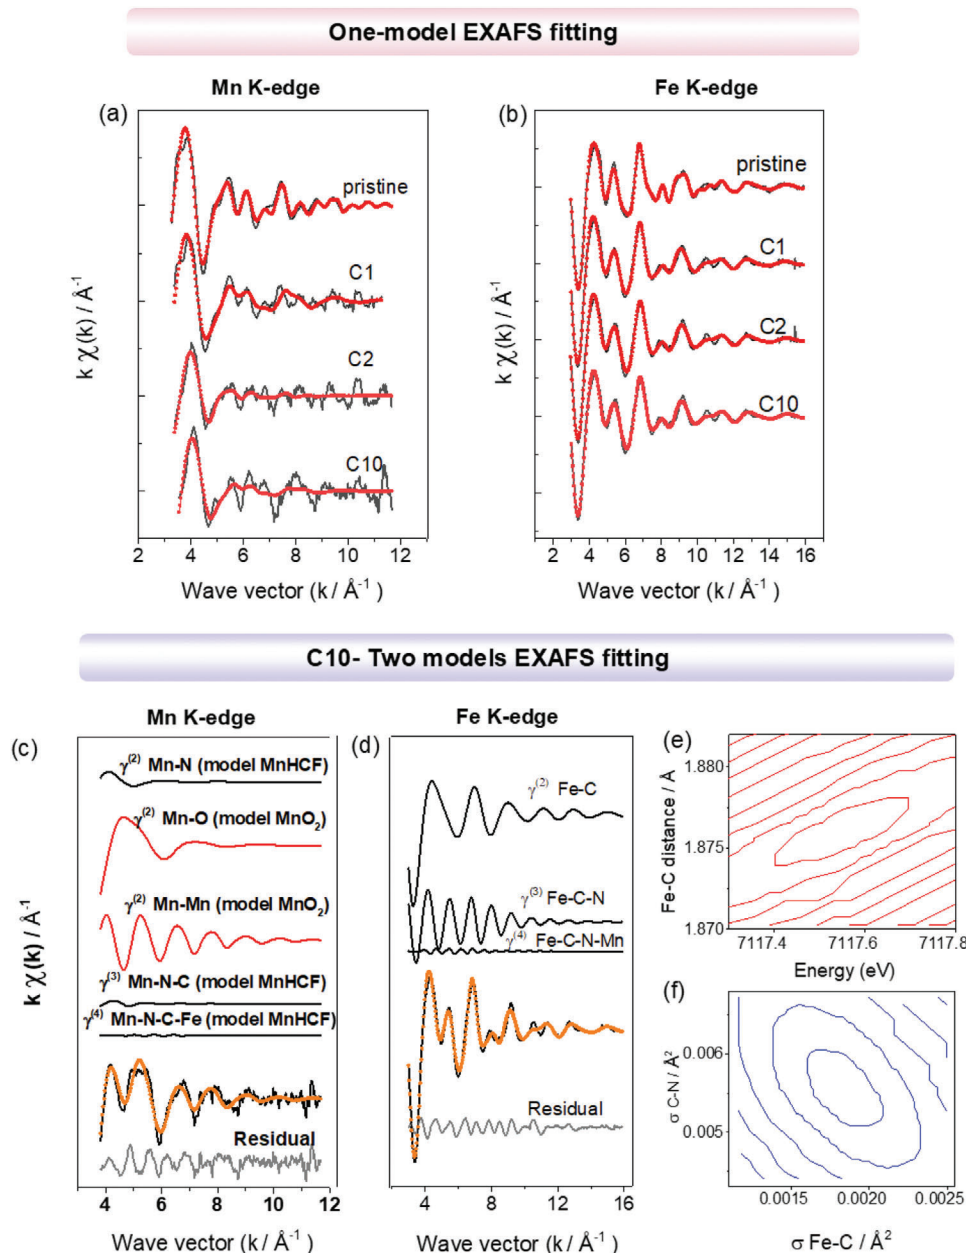 One-model EXAFS fitting
Mn K-edge
Fe K-edge
(a)
(b)
pristine
C1
C2
C10
k χ(k) / Å⁻¹
2 4 6 8 10 12
Wave vector (k / Å⁻¹ )
pristine
C1
C2
C10
k χ(k) / Å⁻¹
2 4 6 8 10 12 14 16
Wave vector (k / Å⁻¹ )
C10- Two models EXAFS fitting
Mn K-edge
Fe K-edge
(c)
(d)
(e)
γ⁽²⁾ Mn-N (model MnHCF)
γ⁽²⁾ Mn-O (model MnO₂)
γ⁽²⁾ Mn-Mn (model MnO₂)
γ⁽³⁾ Mn-N-C (model MnHCF)
γ⁽⁴⁾ Mn-N-C-Fe (model MnHCF)
Residual
k χ(k) / Å⁻¹
4 6 8 10 12
Wave vector (k / Å⁻¹ )
γ⁽²⁾ Fe-C
γ⁽³⁾ Fe-C-N
γ⁽⁴⁾ Fe-C-N-Mn
Residual
4 8 12 16
Wave vector (k / Å⁻¹ )
Fe-C distance / Å
1.880
1.875
1.870
7117.4 7117.6 7117.8
Energy (eV)
(f)
σ C-N / Å²
0.006
0.005
0.0015 0.0020 0.0025
σ Fe-C / Å²